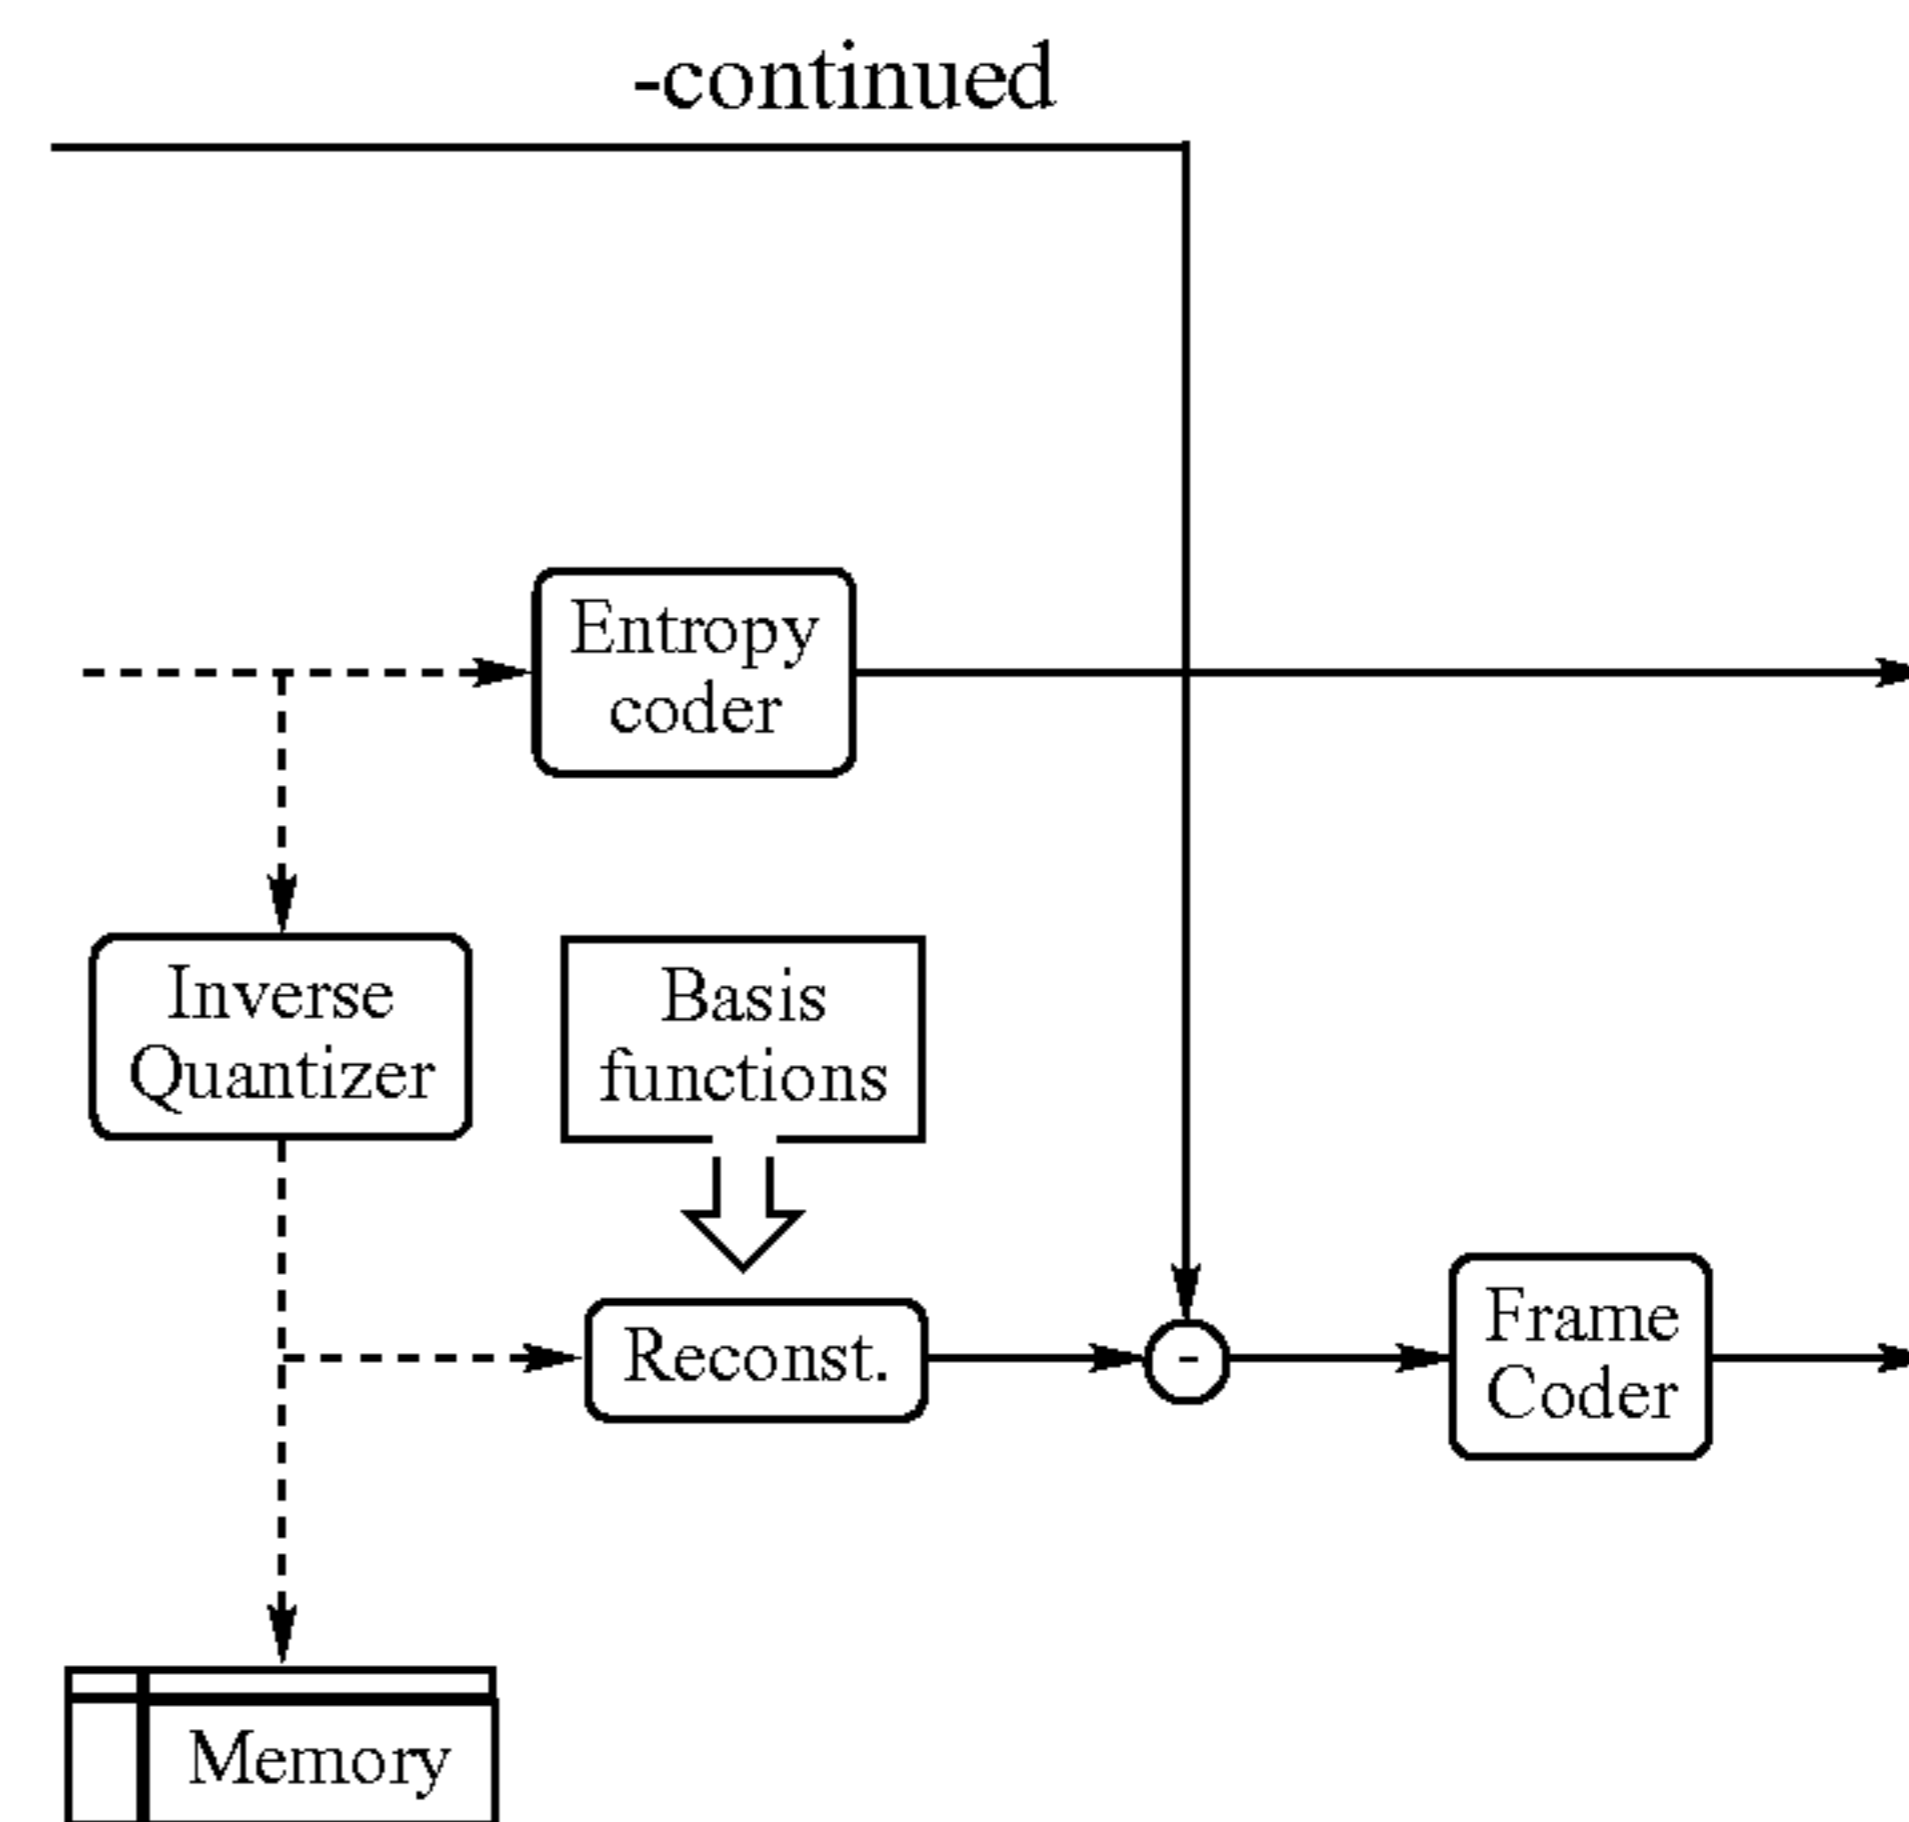 -continued
Entropy
coder
Inverse
Quantizer
Basis
functions
Reconst.
-
Frame
Coder
Memory